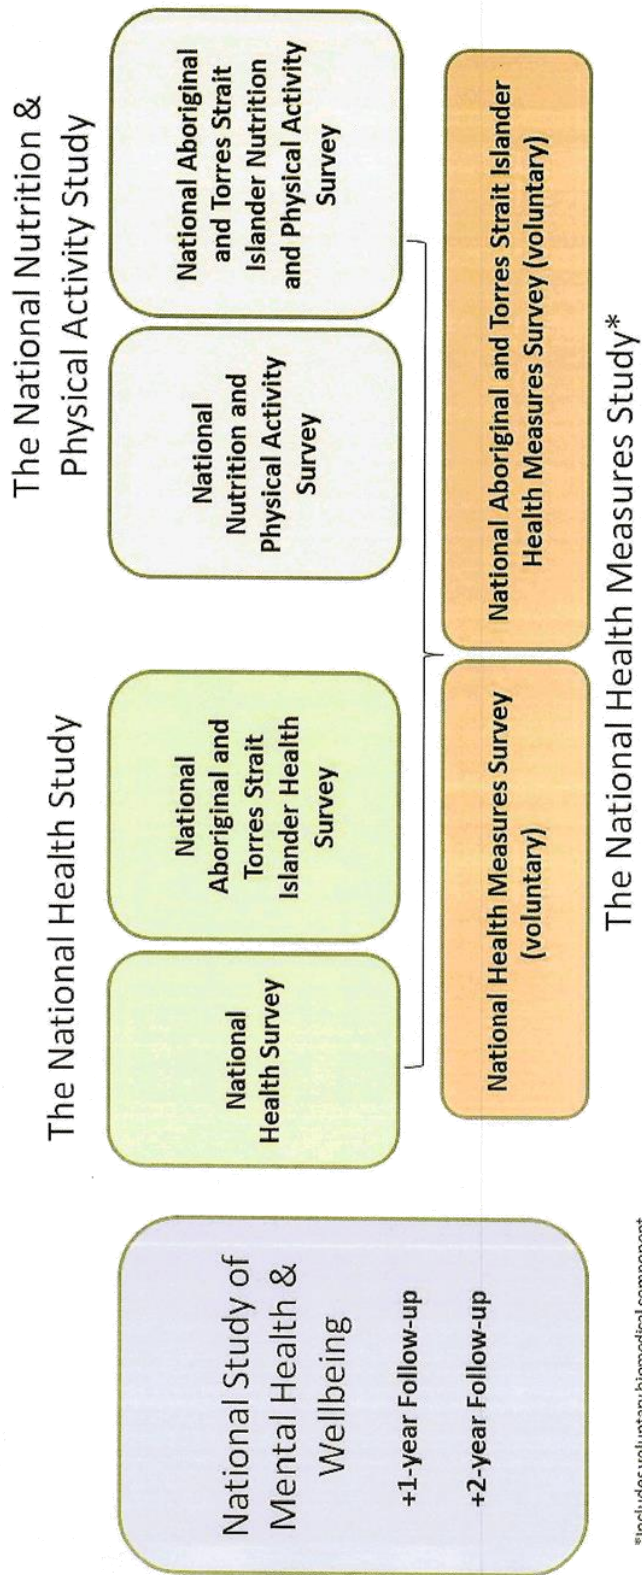 National Study of
Mental Health &
Wellbeing
+1-year Follow-up
+2-year Follow-up
The National Health Study
National
Health Survey
National
Aboriginal and
Torres Strait
Islander Health
Survey
The National Nutrition &
Physical Activity Study
National
Nutrition and
Physical Activity
Survey
National Aboriginal
and Torres Strait
Islander Nutrition
and Physical Activity
Survey
National Health Measures Survey
(voluntary)
National Aboriginal and Torres Strait Islander
Health Measures Survey (voluntary)
The National Health Measures Study*
*Includes voluntary biomedical component